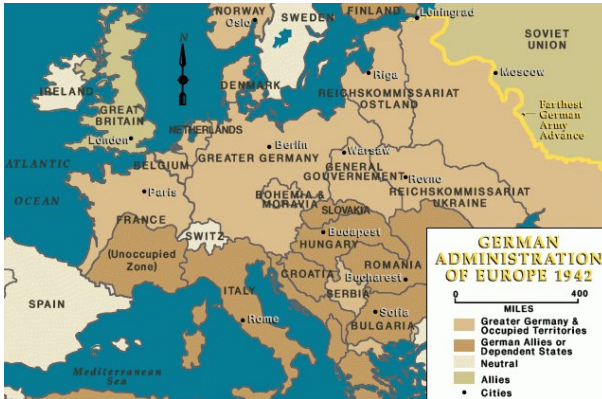 NORWAY
Oslo
SWEDEN
FINLAND
Leningrad
SOVIET
UNION
N
Riga
Moscow
IRELAND
DENMARK
REICHSKOMMISSARIAT
OSTLAND
GREAT
BRITAIN
Farthest
German
Army
Advance
London
NETHERLANDS
Berlin
Warsaw
ATLANTIC
OCEAN
BELGIUM
GREATER GERMANY
GENERAL
GOUVERNEMENT
Rovno
Paris
BOHEMIA &
MORAVIA
REICHSKOMMISSARIAT
UKRAINE
SLOVAKIA
FRANCE
SWITZ
Budapest
HUNGARY
(Unoccupied
Zone)
CROATIA
ROMANIA
Bucharest
ITALY
SERBIA
SPAIN
Rome
Sofia
BULGARIA
Mediterranean
Sea
GERMAN
ADMINISTRATION
OF EUROPE 1942
0 400
MILES
Greater Germany &
Occupied Territories
German Allies or
Dependent States
Neutral
Allies
Cities